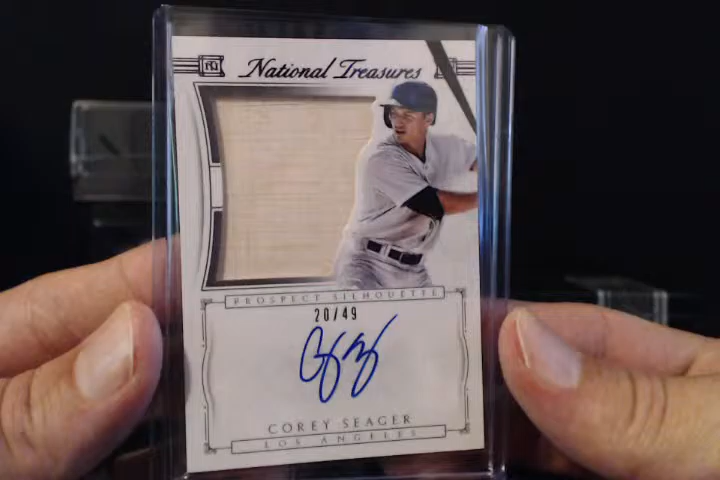 National Treasures
PROSPECT SILHOUETTE
20/49
COREY SEAGER
LOS ANGELES